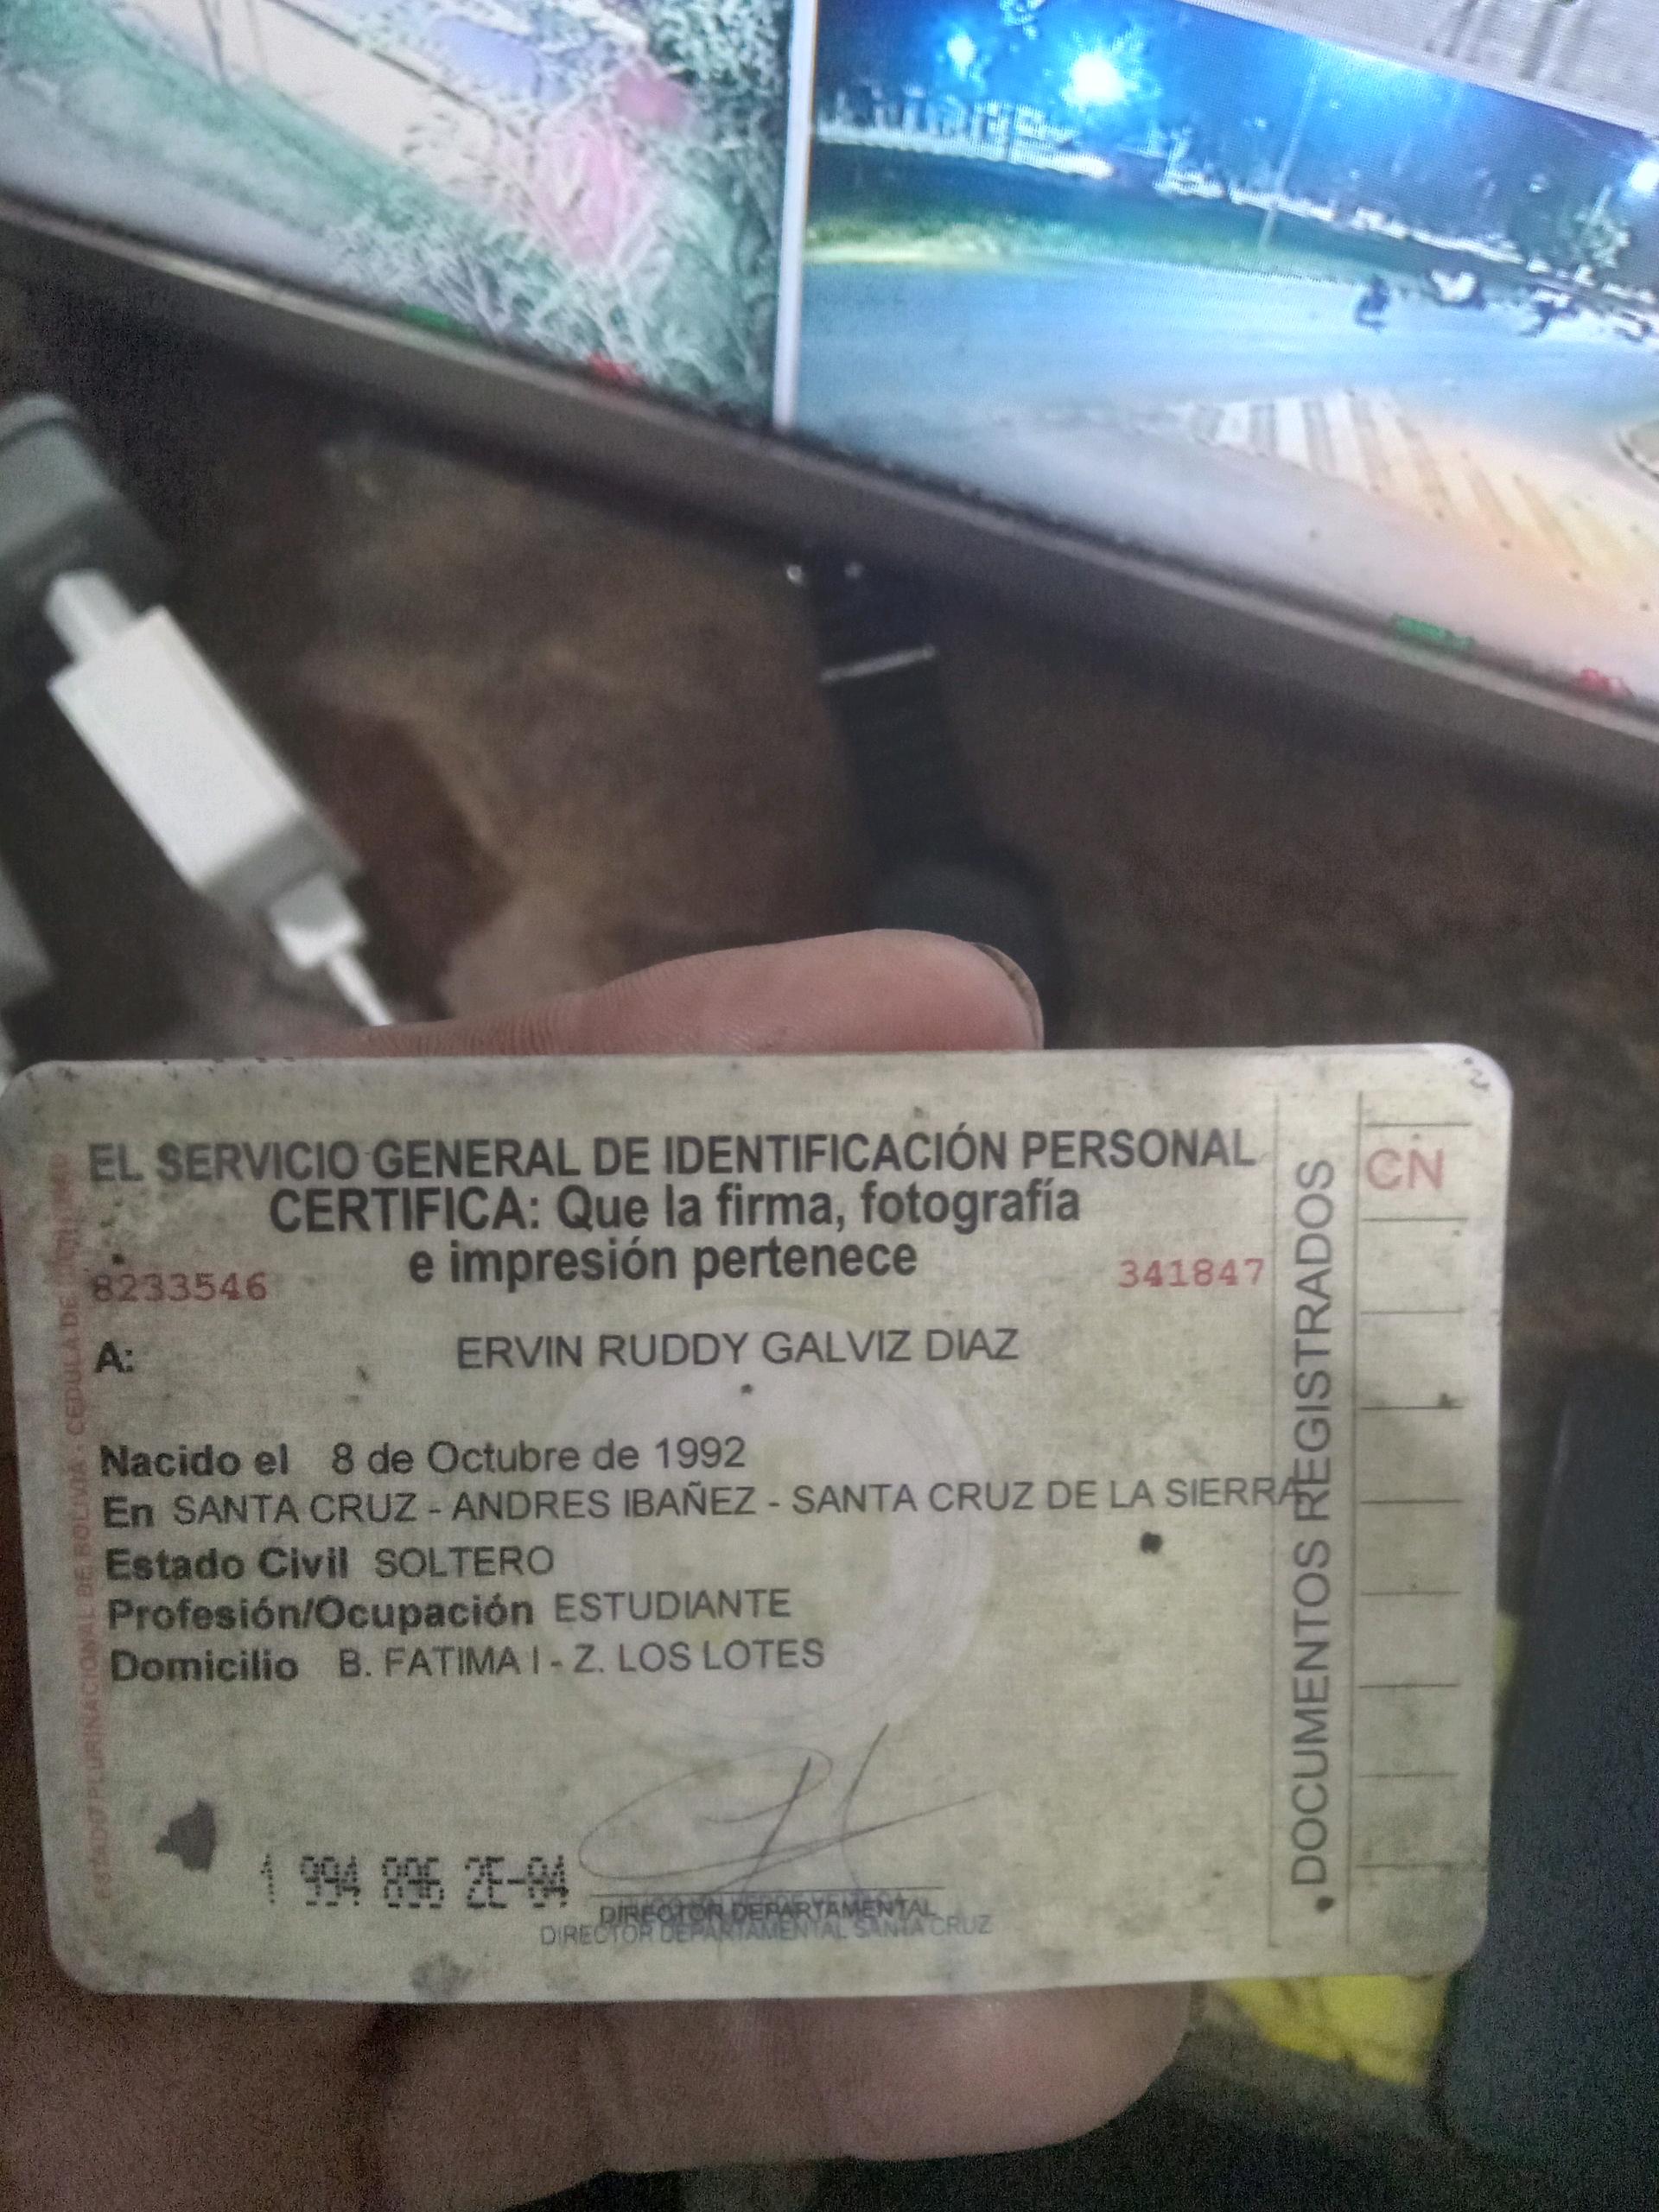 EL SERVICIO GENERAL DE IDENTIFICACIÓN PERSONAL
CERTIFICA: Que la firma, fotografía
e impresión pertenece
8233546
341847
A: ERVIN RUDDY GALVIZ DIAZ
Nacido el 8 de Octubre de 1992
En SANTA CRUZ - ANDRES IBAÑEZ - SANTA CRUZ DE LA SIERRA
Estado Civil SOLTERO
Profesión/Ocupación ESTUDIANTE
Domicilio B. FATIMA I - Z. LOS LOTES
1 994 896 2E-04
DIRECTOR DEPARTAMENTAL
DIRECTOR DEPARTAMENTAL SANTA CRUZ
DOCUMENTOS REGISTRADOS
CN
ESTADO PLURINACIONAL DE BOLIVIA - CEDULA DE